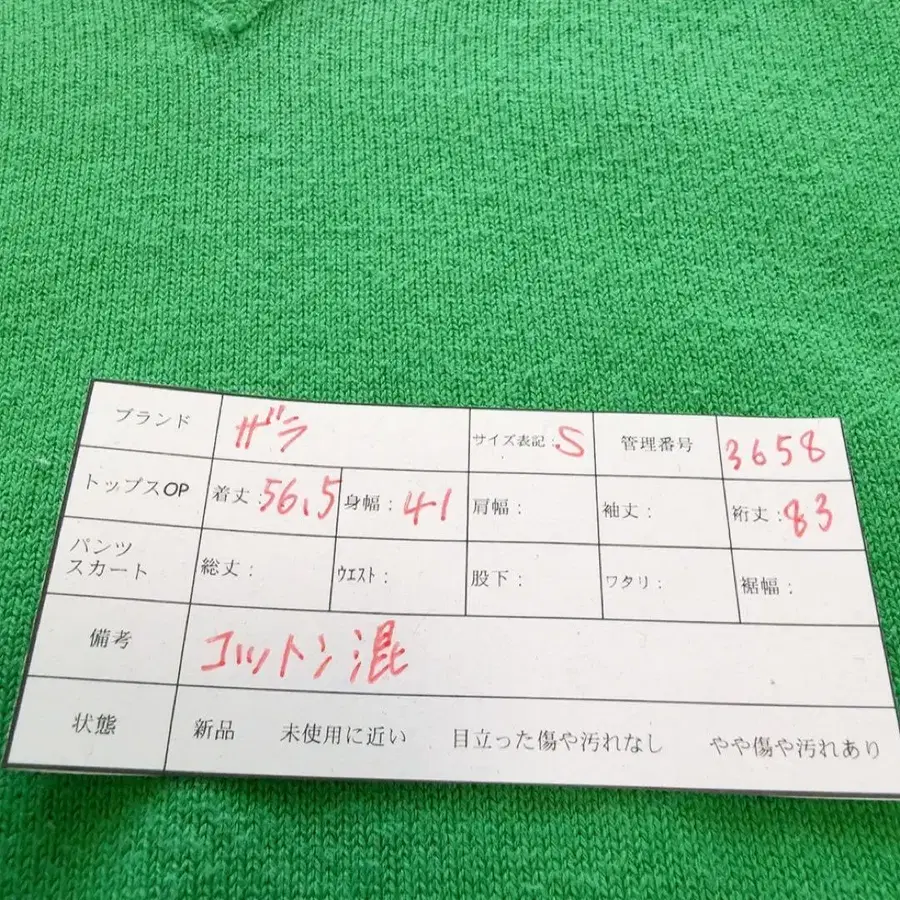 ブランド ザラ サイズ表記:S 管理番号 3658
トップスOP 着丈:56.5 身幅:41 肩幅: 袖丈: 裄丈:83
パンツ
スカート 総丈: ウエスト: 股下: ワタリ: 裾幅:
備考 コットン混
状態 新品 未使用に近い 目立った傷や汚れなし やや傷や汚れあり